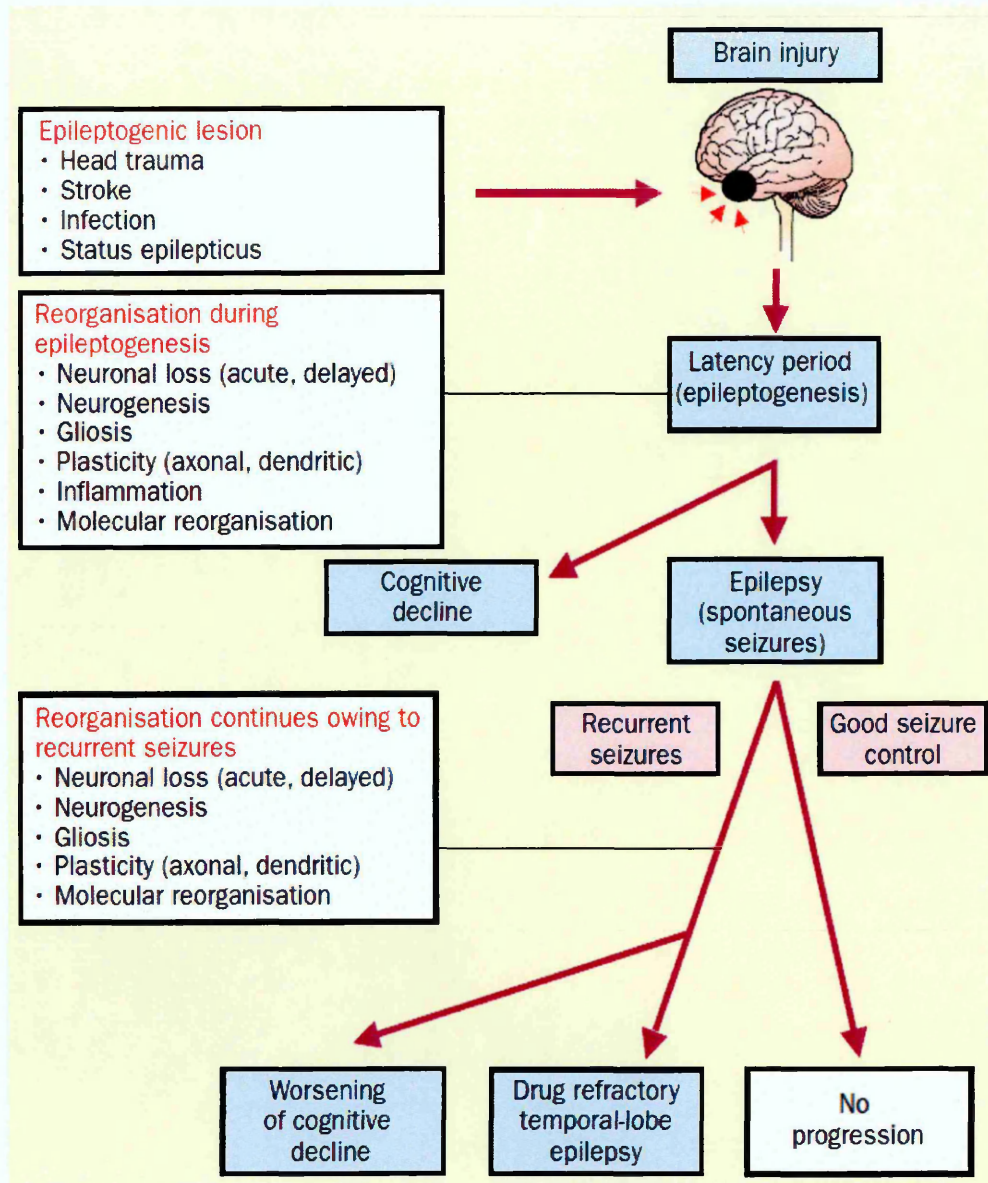 Brain injury
Epileptogenic lesion
· Head trauma
· Stroke
· Infection
· Status epilepticus
Reorganisation during
epileptogenesis
· Neuronal loss (acute, delayed)
· Neurogenesis
· Gliosis
· Plasticity (axonal, dendritic)
· Inflammation
· Molecular reorganisation
Latency period
(epileptogenesis)
Cognitive
decline
Epilepsy
(spontaneous
seizures)
Reorganisation continues owing to
recurrent seizures
· Neuronal loss (acute, delayed)
· Neurogenesis
· Gliosis
· Plasticity (axonal, dendritic)
· Molecular reorganisation
Recurrent
seizures
Good seizure
control
Worsening
of cognitive
decline
Drug refractory
temporal-lobe
epilepsy
No
progression